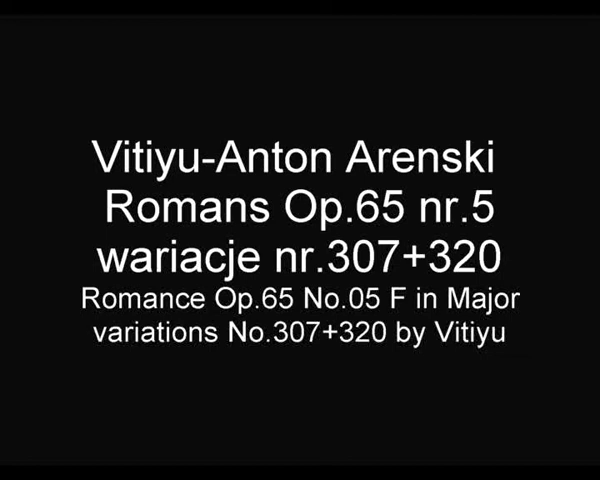 Vitiyu-Anton Arenski
Romans Op.65 nr.5
wariacje nr.307+320
Romance Op.65 No.05 F in Major
variations No.307+320 by Vitiyu